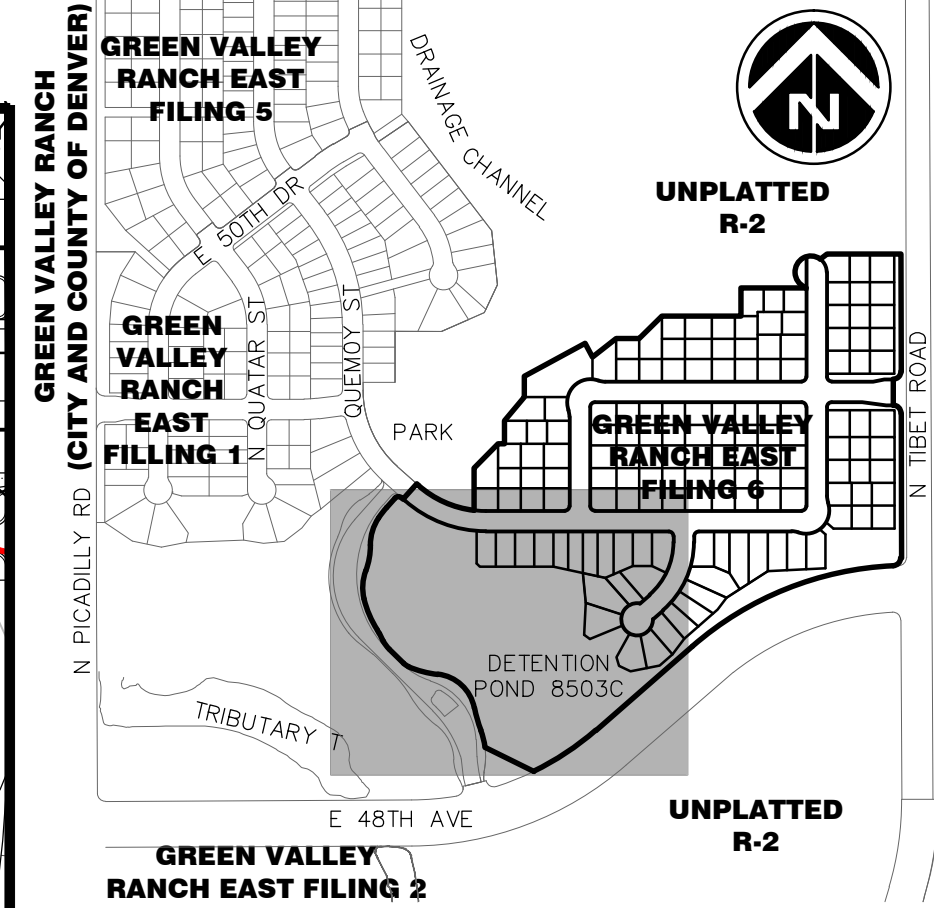 GREEN VALLEY RANCH
(CITY AND COUNTY OF DENVER)
GREEN VALLEY
RANCH EAST
FILING 5
DRAINAGE CHANNEL
N
UNPLATTED
R-2
E 50TH DR
GREEN
VALLEY
RANCH
EAST
FILLING 1
N QUATAR ST
QUEMOY ST
PARK
GREEN VALLEY
RANCH EAST
FILING 6
N TIBET ROAD
N PICADILLY RD
DETENTION
POND 8503C
TRIBUTARY T
E 48TH AVE
UNPLATTED
R-2
GREEN VALLEY
RANCH EAST FILING 2